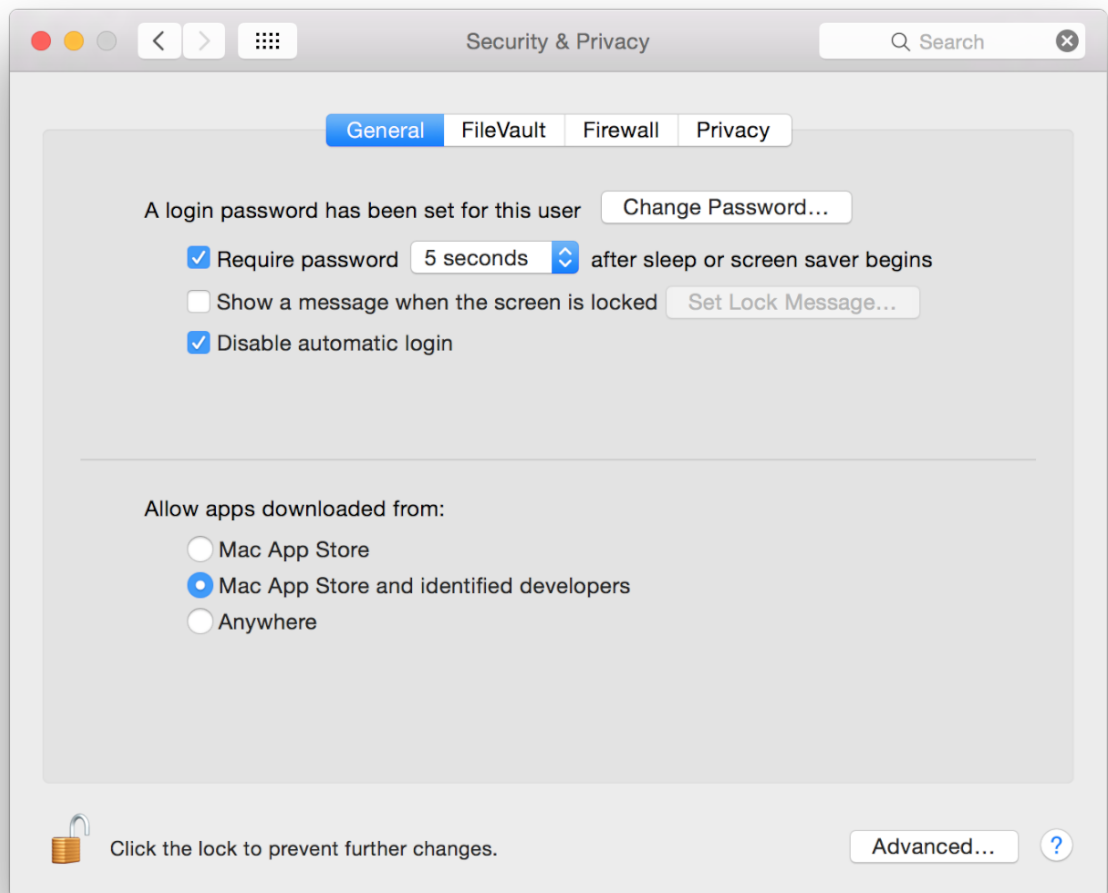 Security & Privacy
Search
General FileVault Firewall Privacy
A login password has been set for this user Change Password...
Require password 5 seconds after sleep or screen saver begins
Show a message when the screen is locked Set Lock Message...
Disable automatic login
Allow apps downloaded from:
Mac App Store
Mac App Store and identified developers
Anywhere
Click the lock to prevent further changes. Advanced... ?